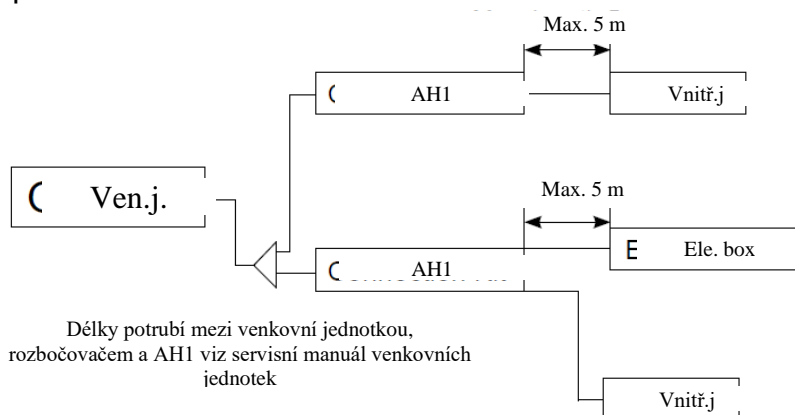 Max. 5 m
AH1
Vnitř.j
Ven.j.
Max. 5 m
AH1
E Ele. box
Délky potrubí mezi venkovní jednotkou,
rozbočovačem a AH1 viz servisní manuál venkovních
jednotek
Vnitř.j